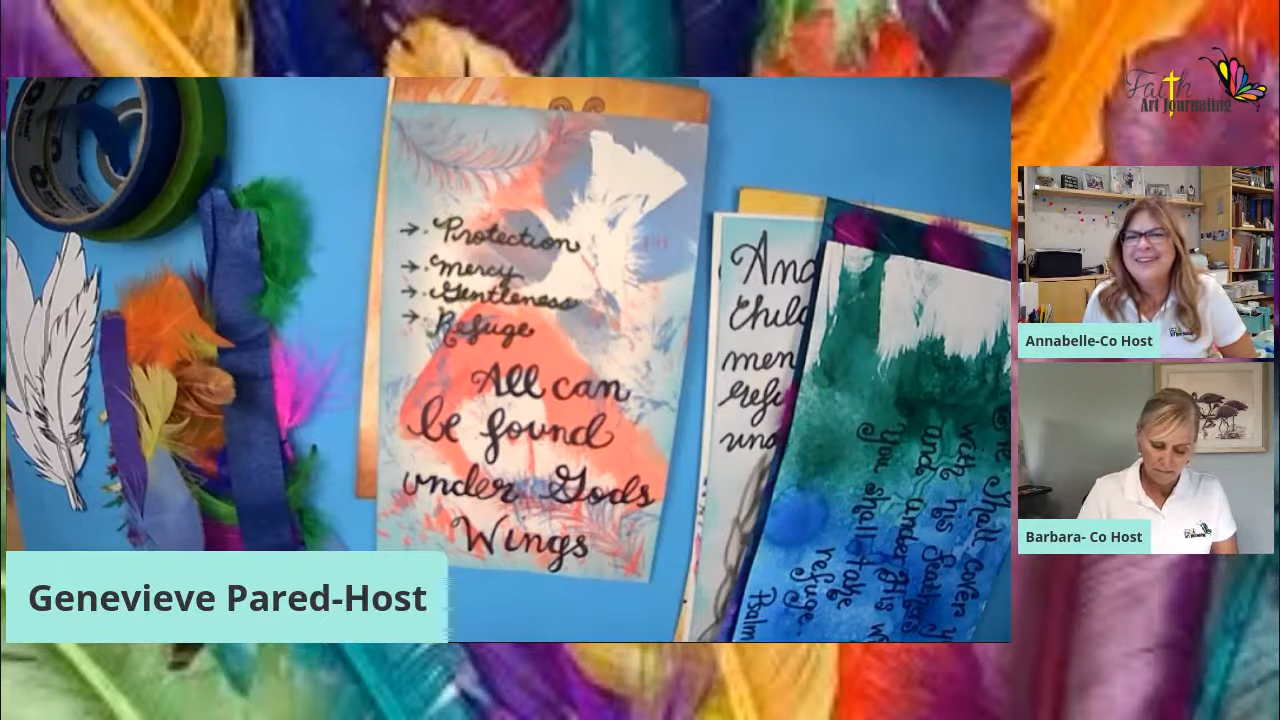 Faith
Art Journaling
→ · Protection
→ · mercy
→ · Gentleness
→ Refuge
All can
be found
under Gods
Wings
And
Child
men
Refu
und
He Shall Cover y
with his feathers
and under His w
you shall take
refuge.
Psalm
Annabelle-Co Host
Barbara- Co Host
Genevieve Pared-Host